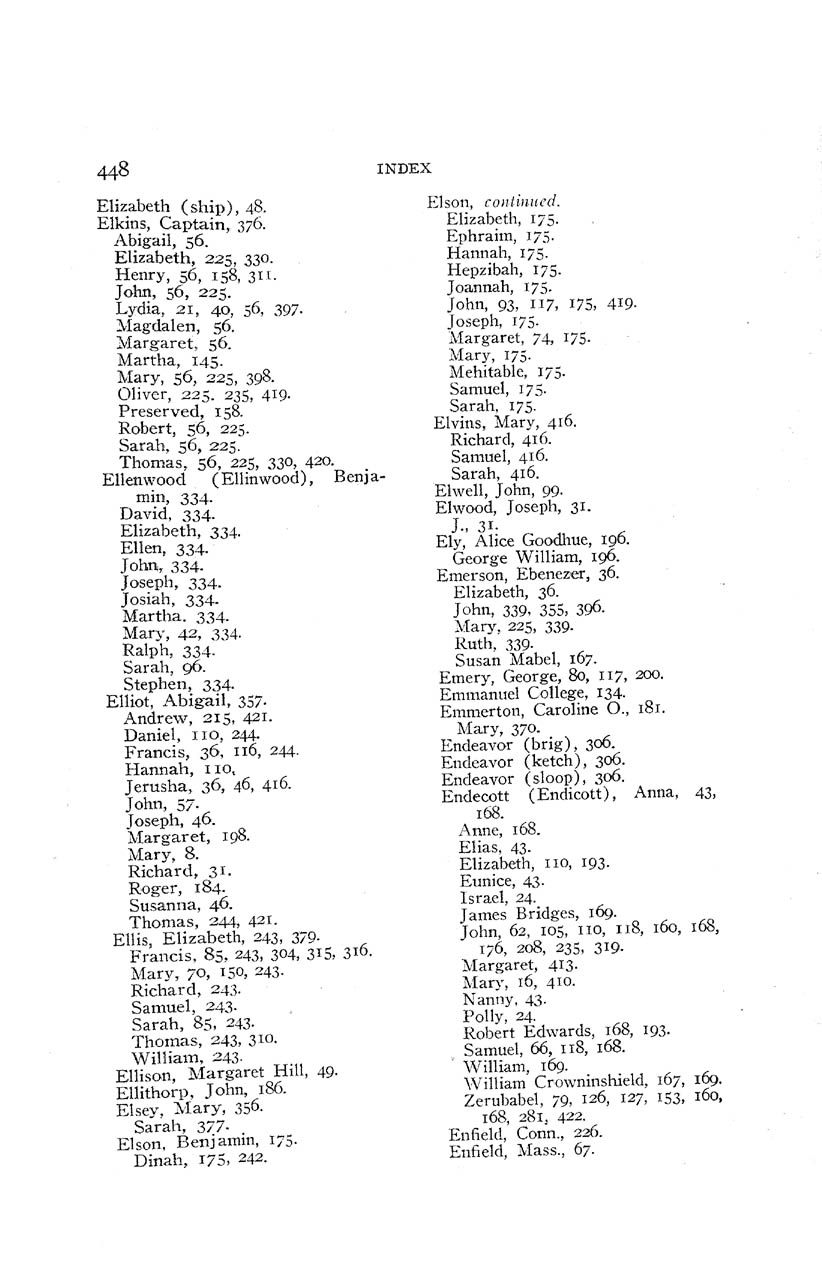 448
INDEX
Elizabeth (ship), 48.
Elkins, Captain, 376.
Abigail, 56.
Elizabeth, 225, 330.
Henry, 56, 158, 311.
John, 56, 225.
Lydia, 21, 40, 56, 397.
Magdalen, 56.
Margaret, 56.
Martha, 145.
Mary, 56, 225, 398.
Oliver, 225. 235, 419.
Preserved, 158.
Robert, 56, 225.
Sarah, 56, 225.
Thomas, 56, 225, 330, 420.
Ellenwood (Ellinwood), Benja-
min, 334.
David, 334.
Elizabeth, 334.
Ellen, 334.
John, 334.
Joseph, 334.
Josiah, 334.
Martha. 334.
Mary, 42, 334.
Ralph, 334.
Sarah, 96.
Stephen, 334.
Elliot, Abigail, 357.
Andrew, 215, 421.
Daniel, 110, 244.
Francis, 36, 116, 244.
Hannah, 110,
Jerusha, 36, 46, 416.
John, 57.
Joseph, 46.
Margaret, 198.
Mary, 8.
Richard, 31.
Roger, 184.
Susanna, 46.
Thomas, 244, 421.
Ellis, Elizabeth, 243, 379.
Francis, 85, 243, 304, 315, 316.
Mary, 70, 150, 243.
Richard, 243.
Samuel, 243.
Sarah, 85, 243.
Thomas, 243, 310.
William, 243.
Ellison, Margaret Hill, 49.
Ellithorp, John, 186.
Elsey, Mary, 356.
Sarah, 377.
Elson, Benjamin, 175.
Dinah, 175, 242.
Elson, continued.
Elizabeth, 175.
Ephraim, 175.
Hannah, 175.
Hepzibah, 175.
Joannah, 175.
John, 93, 117, 175, 419.
Joseph, 175.
Margaret, 74, 175.
Mary, 175.
Mehitable, 175.
Samuel, 175.
Sarah, 175.
Elvins, Mary, 416.
Richard, 416.
Samuel, 416.
Sarah, 416.
Elwell, John, 99.
Elwood, Joseph, 31.
J., 31.
Ely, Alice Goodhue, 196.
George William, 196.
Emerson, Ebenezer, 36.
Elizabeth, 36.
John, 339, 355, 396.
Mary, 225, 339.
Ruth, 339.
Susan Mabel, 167.
Emery, George, 80, 117, 200.
Emmanuel College, 134.
Emmerton, Caroline O., 181.
Mary, 370.
Endeavor (brig), 306.
Endeavor (ketch), 306.
Endeavor (sloop), 306.
Endecott (Endicott), Anna, 43,
168.
Anne, 168.
Elias, 43.
Elizabeth, 110, 193.
Eunice, 43.
Israel, 24.
James Bridges, 169.
John, 62, 105, 110, 118, 160, 168,
176, 208, 235, 319.
Margaret, 413.
Mary, 16, 410.
Nanny, 43.
Polly, 24.
Robert Edwards, 168, 193.
Samuel, 66, 118, 168.
William, 169.
William Crowninshield, 167, 169.
Zerubabel, 79, 126, 127, 153, 160,
168, 281, 422.
Enfield, Conn., 226.
Enfield, Mass., 67.